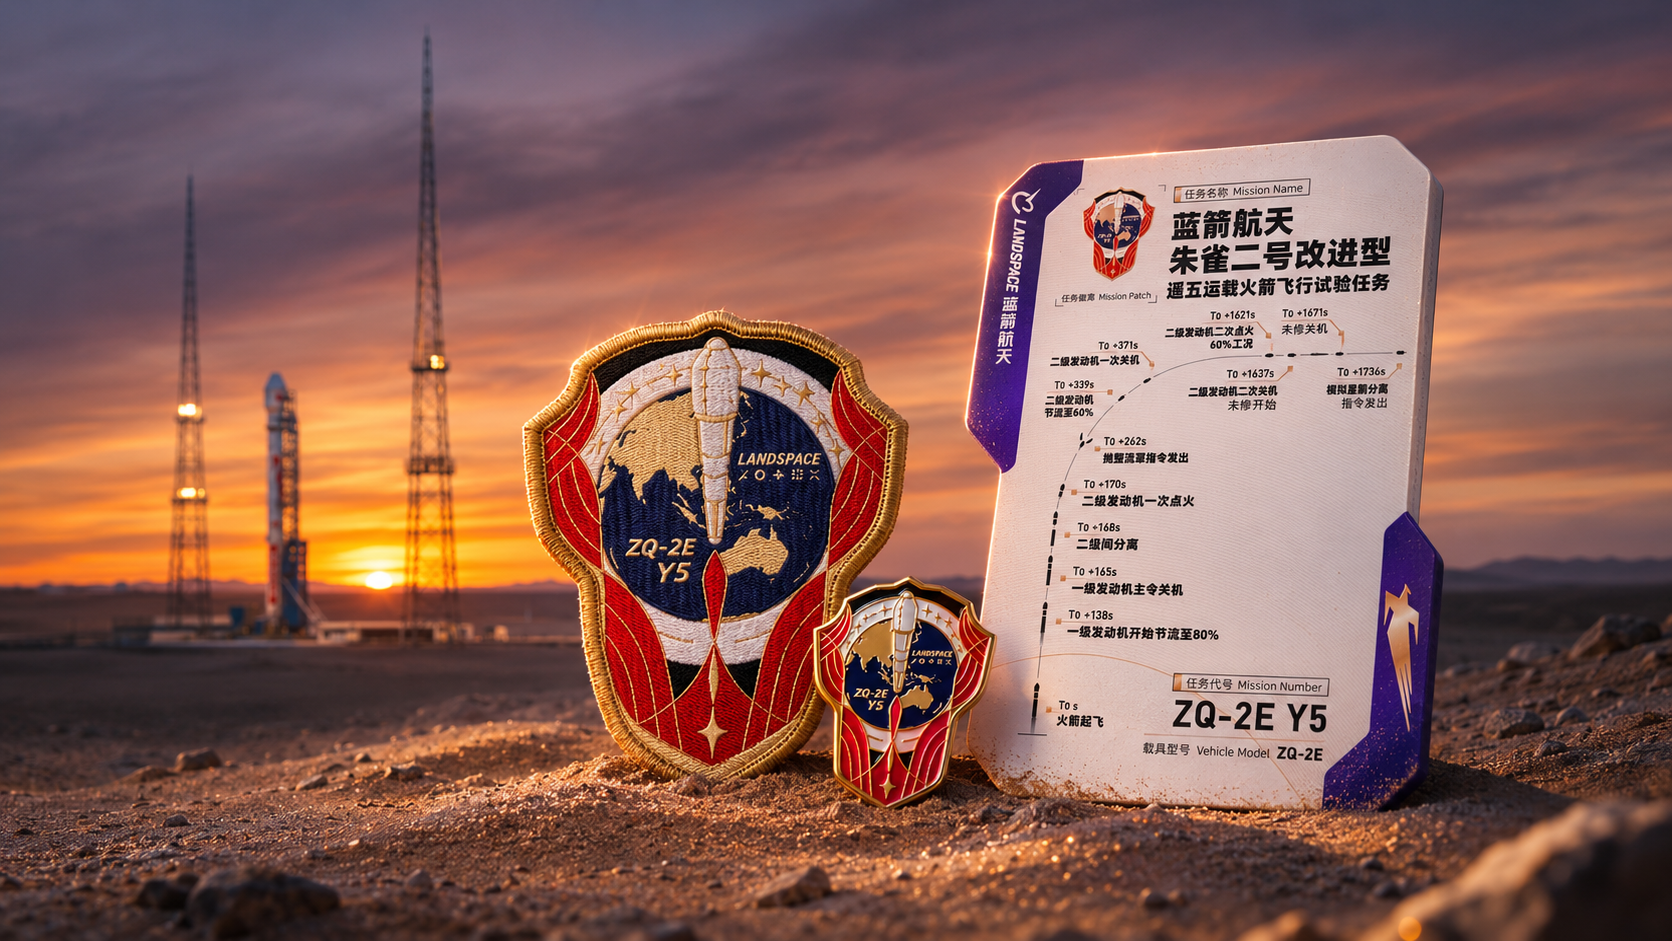 LANDSPACE
ZQ-2E
Y5
LANDSPACE
ZQ-2E
Y5
LANDSPACE 蓝箭航天
任务名称 Mission Name
蓝箭航天
朱雀二号改进型
遥五运载火箭飞行试验任务
任务徽章 Mission Patch
T0 +1621s
二级发动机二次点火
60%工况
T0 +1671s
未修关机
T0 +371s
二级发动机一次关机
T0 +1637s
二级发动机二次关机
未修开始
T0 +1736s
模拟星箭分离
指令发出
T0 +339s
二级发动机
节流至60%
T0 +262s
抛整流罩指令发出
T0 +170s
二级发动机一次点火
T0 +168s
二级间分离
T0 +165s
一级发动机主令关机
T0 +138s
一级发动机开始节流至80%
T0 s
火箭起飞
任务代号 Mission Number
ZQ-2E Y5
载具型号 Vehicle Model ZQ-2E